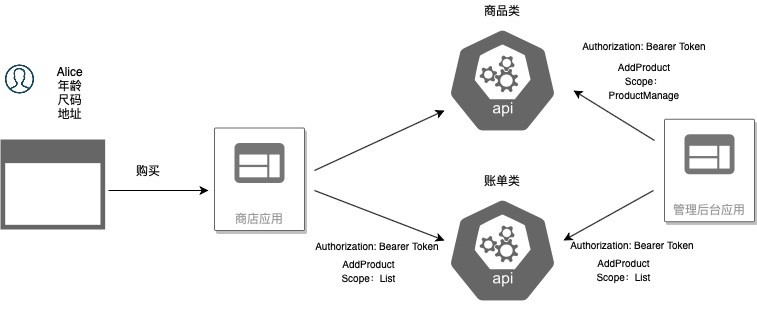 商品类
Authorization: Bearer Token
AddProduct
Scope：
ProductManage
api
Alice
年龄
尺码
地址
购买
商店应用
管理后台应用
账单类
Authorization: Bearer Token
AddProduct
Scope：List
api
Authorization: Bearer Token
AddProduct
Scope：List